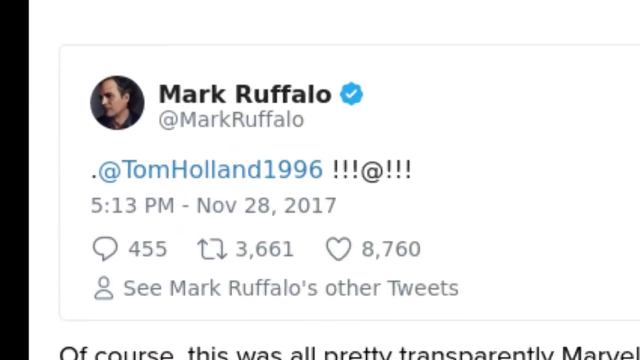 Mark Ruffalo
@MarkRuffalo
.@TomHolland1996 !!!@!!!
5:13 PM - Nov 28, 2017
455 3,661 8,760
See Mark Ruffalo's other Tweets
Of course, this was all pretty transparently Marvel